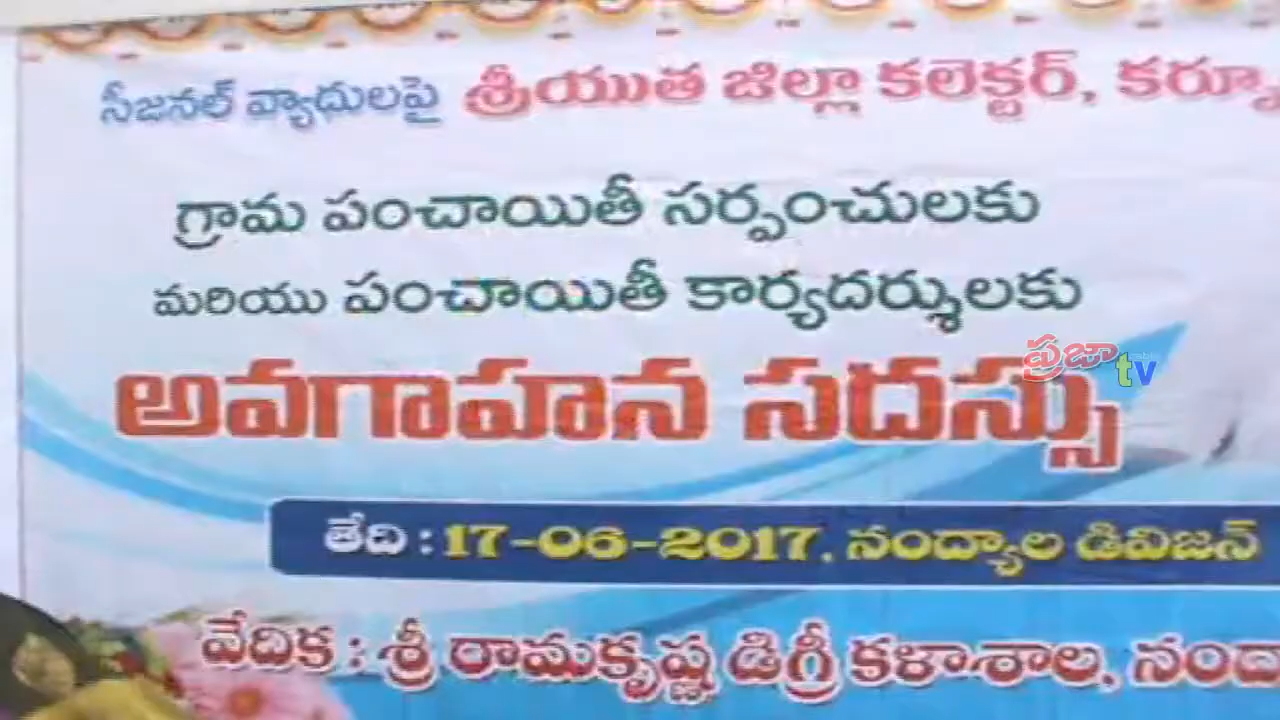 సీజనల్ వ్యాధులపై శ్రీయుత జిల్లా కలెక్టర్,
గ్రామ పంచాయితీ సర్పంచులకు
మరియు పంచాయితీ కార్యదర్శులకు
అవగాహన సదస్సు
ప్రజా tv
తేది : 17-06-2017, నంద్యాల డివిజన్
వేదిక : శ్రీ రామకృష్ణ డిగ్రీ కళాశాల,